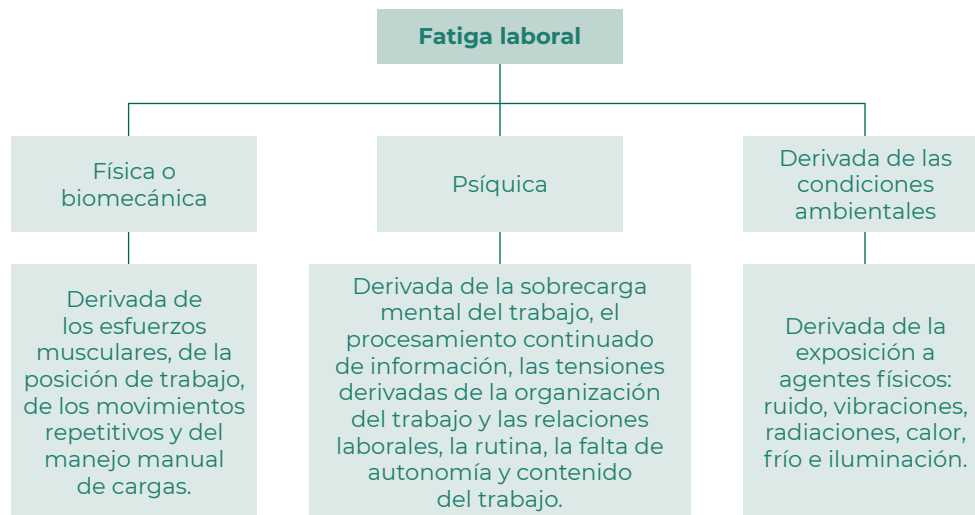 Fatiga laboral
Física o
biomecánica
Psíquica
Derivada de las
condiciones
ambientales
Derivada de
los esfuerzos
musculares, de la
posición de trabajo,
de los movimientos
repetitivos y del
manejo manual
de cargas.
Derivada de la sobrecarga
mental del trabajo, el
procesamiento continuado
de información, las tensiones
derivadas de la organización
del trabajo y las relaciones
laborales, la rutina, la falta de
autonomía y contenido
del trabajo.
Derivada de la
exposición a
agentes físicos:
ruido, vibraciones,
radiaciones, calor,
frío e iluminación.